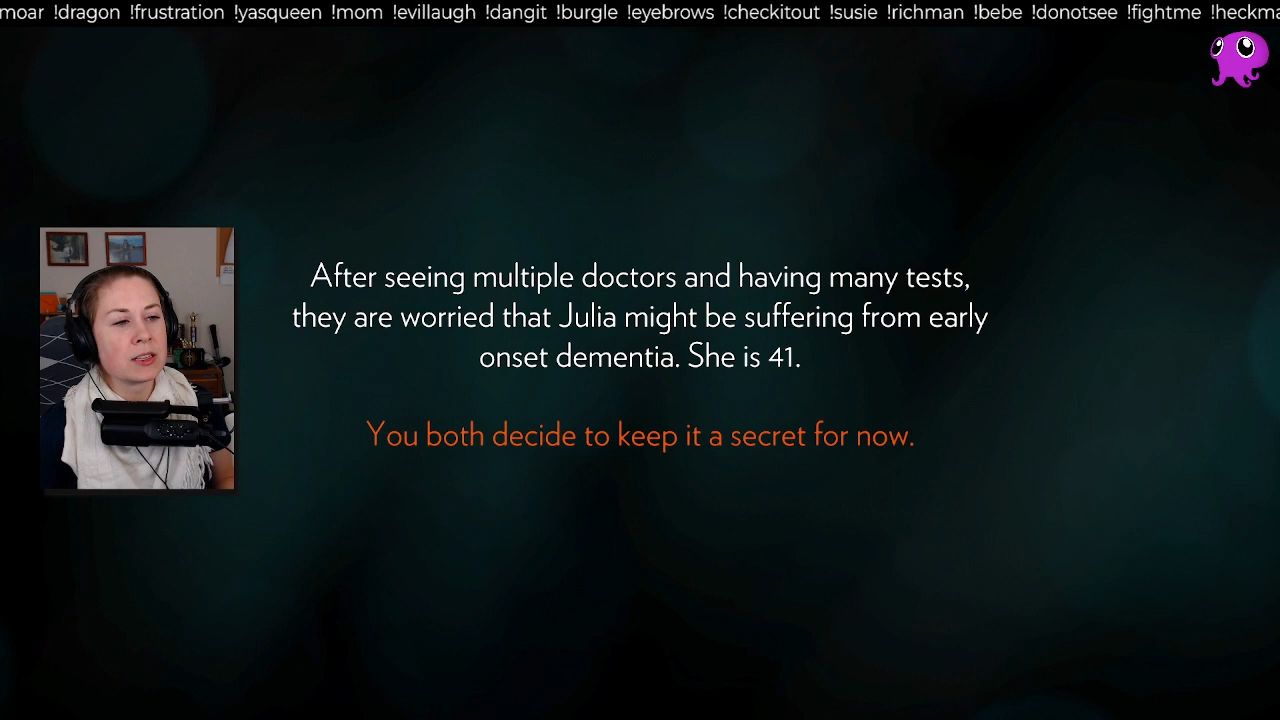 moar !dragon !frustration !yasqueen !mom !evillaugh !dangit !burgle !eyebrows !checkitout !susie !richman !bebe !donotsee !fightme !heckma
After seeing multiple doctors and having many tests,
they are worried that Julia might be suffering from early
onset dementia. She is 41.
You both decide to keep it a secret for now.